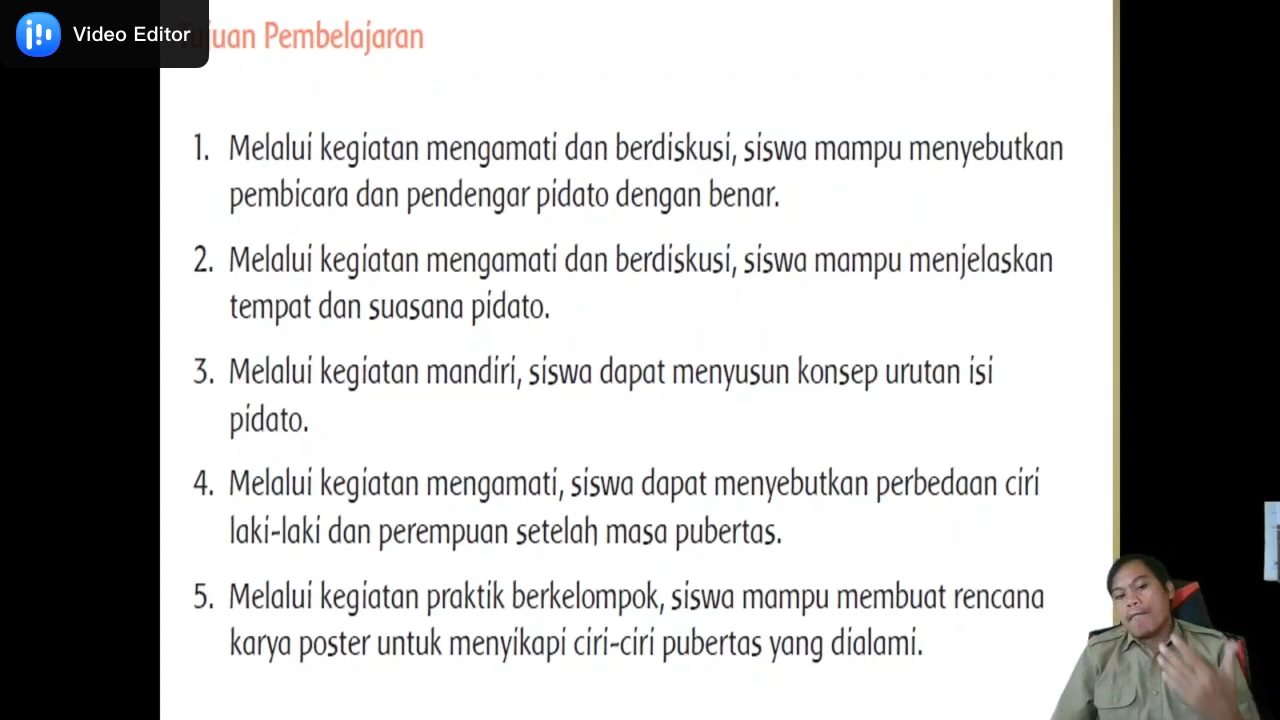 Video Editor
juan Pembelajaran
1. Melalui kegiatan mengamati dan berdiskusi, siswa mampu menyebutkan
pembicara dan pendengar pidato dengan benar.
2. Melalui kegiatan mengamati dan berdiskusi, siswa mampu menjelaskan
tempat dan suasana pidato.
3. Melalui kegiatan mandiri, siswa dapat menyusun konsep urutan isi
pidato.
4. Melalui kegiatan mengamati, siswa dapat menyebutkan perbedaan ciri
laki-laki dan perempuan setelah masa pubertas.
5. Melalui kegiatan praktik berkelompok, siswa mampu membuat rencana
karya poster untuk menyikapi ciri-ciri pubertas yang dialami.